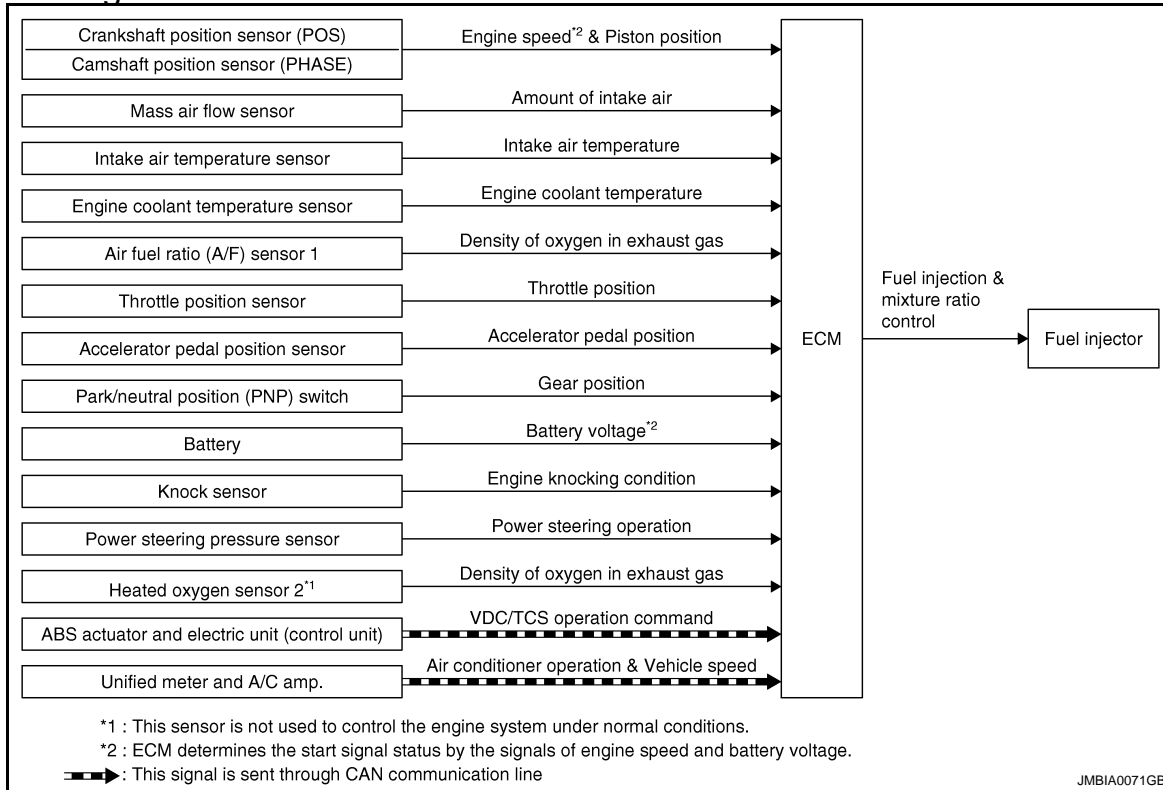 Crankshaft position sensor (POS)
Camshaft position sensor (PHASE)
Engine speed*2 & Piston position
Mass air flow sensor
Amount of intake air
Intake air temperature sensor
Intake air temperature
Engine coolant temperature sensor
Engine coolant temperature
Air fuel ratio (A/F) sensor 1
Density of oxygen in exhaust gas
Throttle position sensor
Throttle position
Accelerator pedal position sensor
Accelerator pedal position
Park/neutral position (PNP) switch
Gear position
Battery
Battery voltage*2
Knock sensor
Engine knocking condition
Power steering pressure sensor
Power steering operation
Heated oxygen sensor 2*1
Density of oxygen in exhaust gas
ABS actuator and electric unit (control unit)
VDC/TCS operation command
Unified meter and A/C amp.
Air conditioner operation & Vehicle speed
ECM
Fuel injection &
mixture ratio
control
Fuel injector
*1 : This sensor is not used to control the engine system under normal conditions.
*2 : ECM determines the start signal status by the signals of engine speed and battery voltage.
: This signal is sent through CAN communication line
JMBIA0071GB